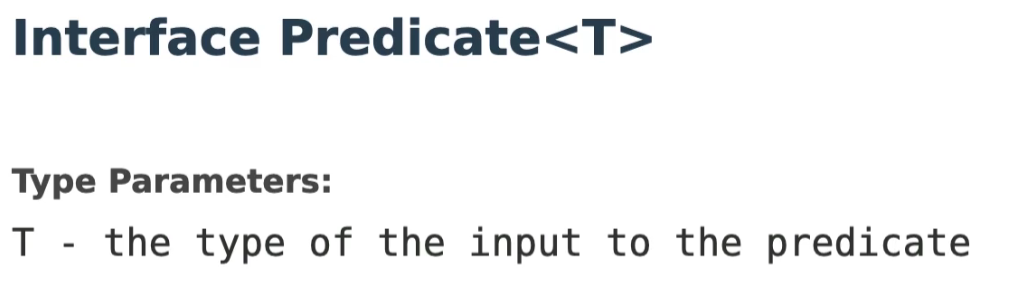 Interface Predicate<T>
Type Parameters:
T - the type of the input to the predicate